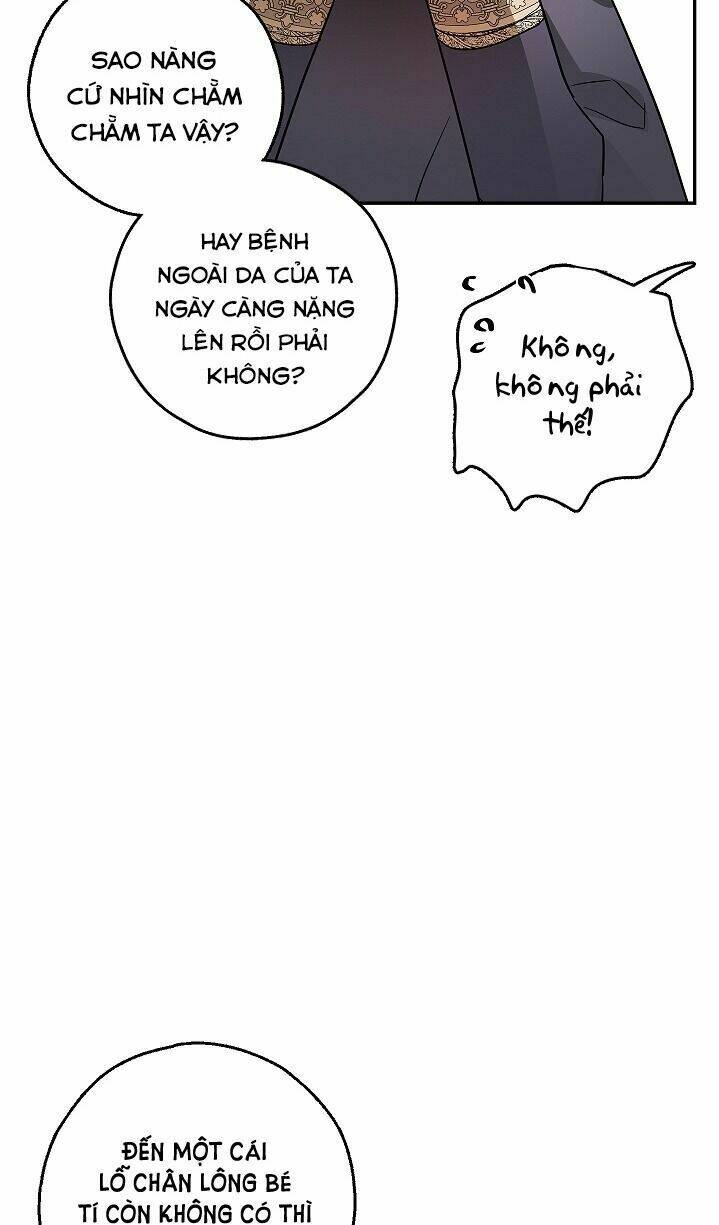 SAO NÀNG
CỨ NHÌN CHẰM
CHẰM TA VẬY?
HAY BỆNH
NGOÀI DA CỦA TA
NGÀY CÀNG NẶNG
LÊN RỒI PHẢI
KHÔNG?
Không,
không phải
thế!
ĐẾN MỘT CÁI
LỖ CHÂN LÔNG BÉ
TÍ CÒN KHÔNG CÓ THÌ